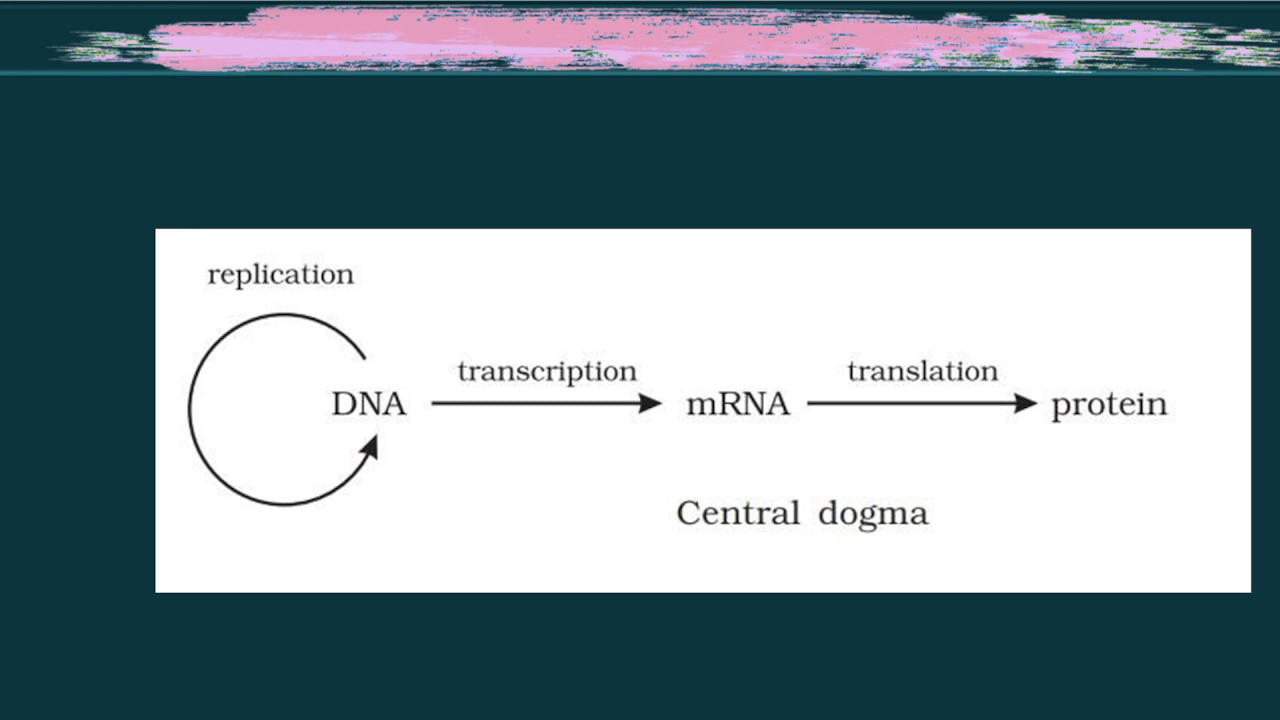 replication
transcription
translation
DNA
mRNA
protein
Central dogma